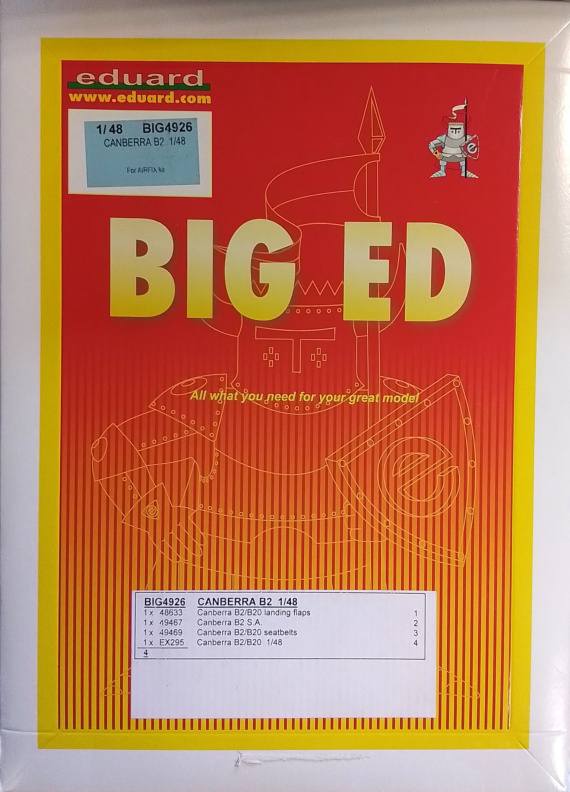 eduard
www.eduard.com
1/48 BIG4926
CANBERRA B2 1/48
For AIRFIX kit
BIG ED
All what you need for your great model
e
e
BIG4926 CANBERRA B2 1/48
1 x 48633 Canberra B2/B20 landing flaps 1
1 x 49467 Canberra B2 S.A. 2
1 x 49469 Canberra B2/B20 seatbelts 3
1 x EX295 Canberra B2/B20 1/48 4
4